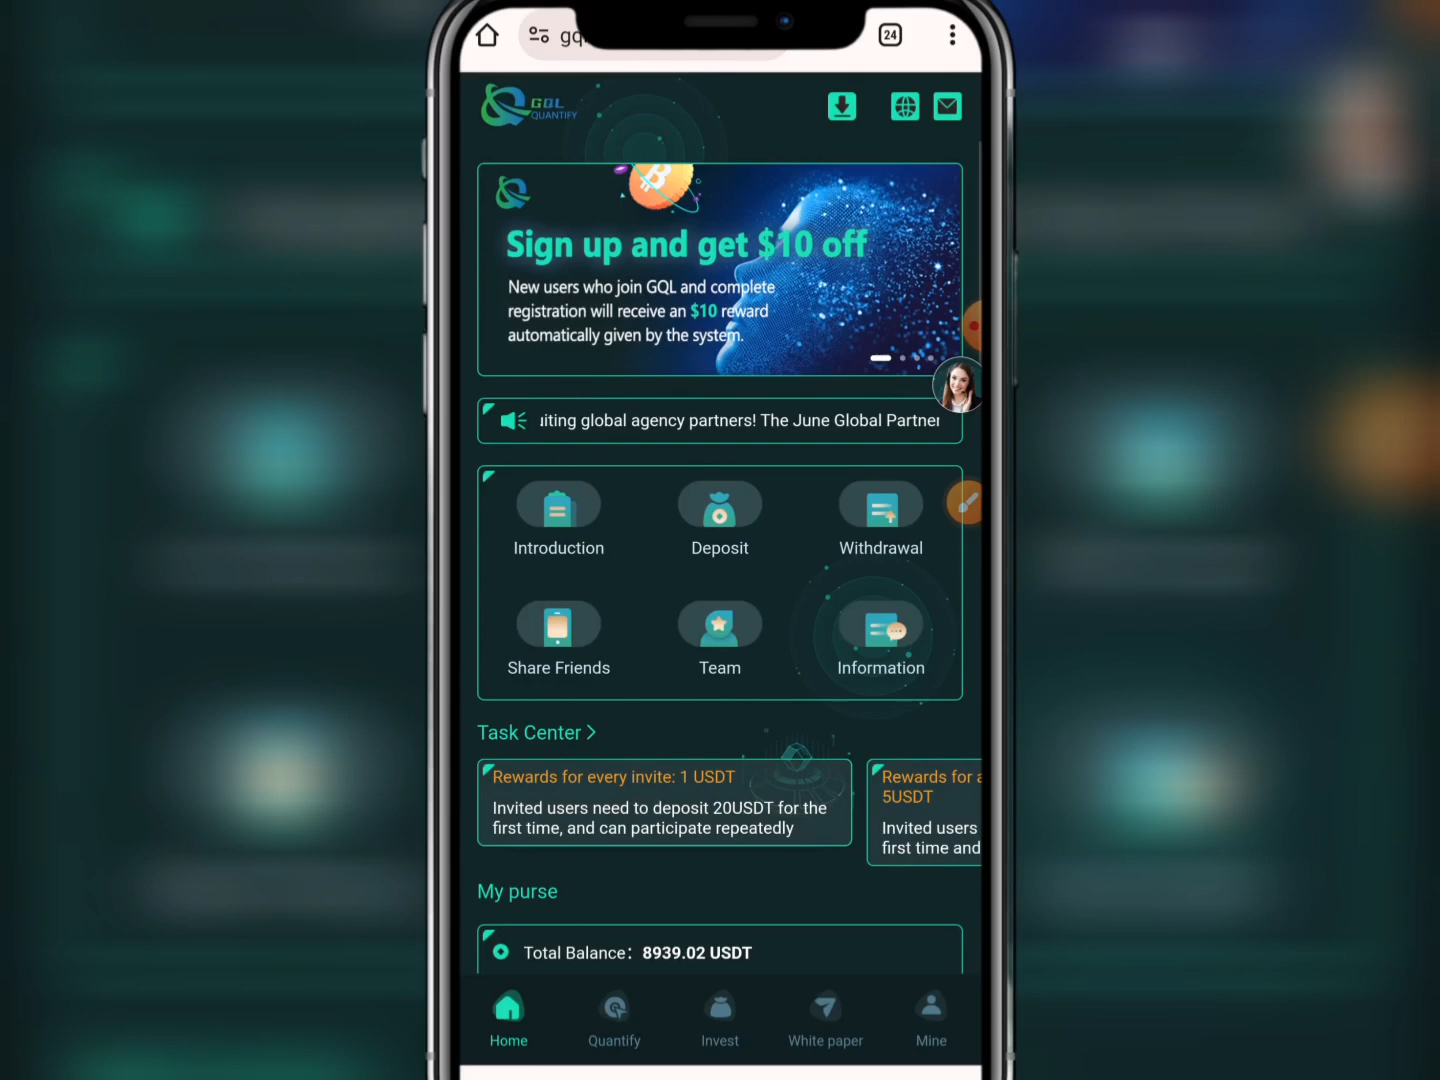 gq
24
GQL
QUANTIFY
Sign up and get $10 off
New users who join GQL and complete
registration will receive an $10 reward
automatically given by the system.
iting global agency partners! The June Global Partner
Introduction
Deposit
Withdrawal
Share Friends
Team
Information
Task Center
Rewards for every invite: 1 USDT
Invited users need to deposit 20USDT for the
first time, and can participate repeatedly
Rewards for a
5USDT
Invited users
first time and
My purse
Total Balance: 8939.02 USDT
Home
Quantify
Invest
White paper
Mine